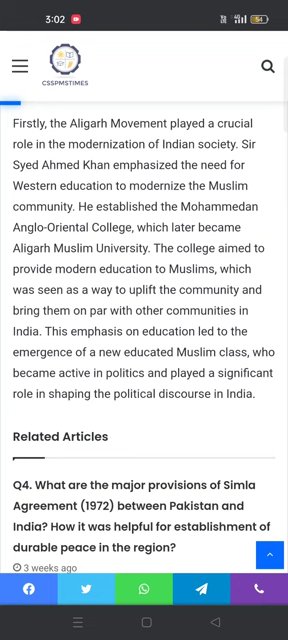 3:02
54
CSSPMSTIMES
Firstly, the Aligarh Movement played a crucial
role in the modernization of Indian society. Sir
Syed Ahmed Khan emphasized the need for
Western education to modernize the Muslim
community. He established the Mohammedan
Anglo-Oriental College, which later became
Aligarh Muslim University. The college aimed to
provide modern education to Muslims, which
was seen as a way to uplift the community and
bring them on par with other communities in
India. This emphasis on education led to the
emergence of a new educated Muslim class, who
became active in politics and played a significant
role in shaping the political discourse in India.
Related Articles
Q4. What are the major provisions of Simla
Agreement (1972) between Pakistan and
India? How it was helpful for establishment of
durable peace in the region?
3 weeks ago